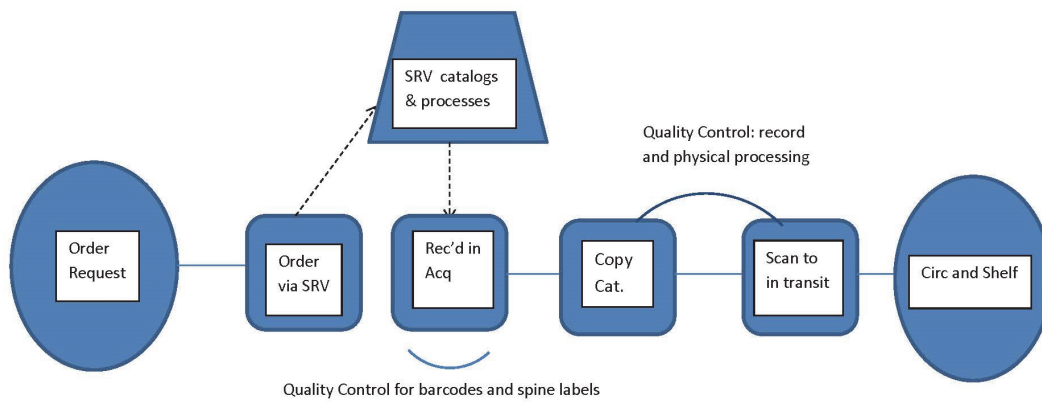 SRV catalogs
& processes
Quality Control: record
and physical processing
Order
Request
Order
via SRV
Rec'd in
Acq
Copy
Cat.
Scan to
in transit
Circ and Shelf
Quality Control for barcodes and spine labels